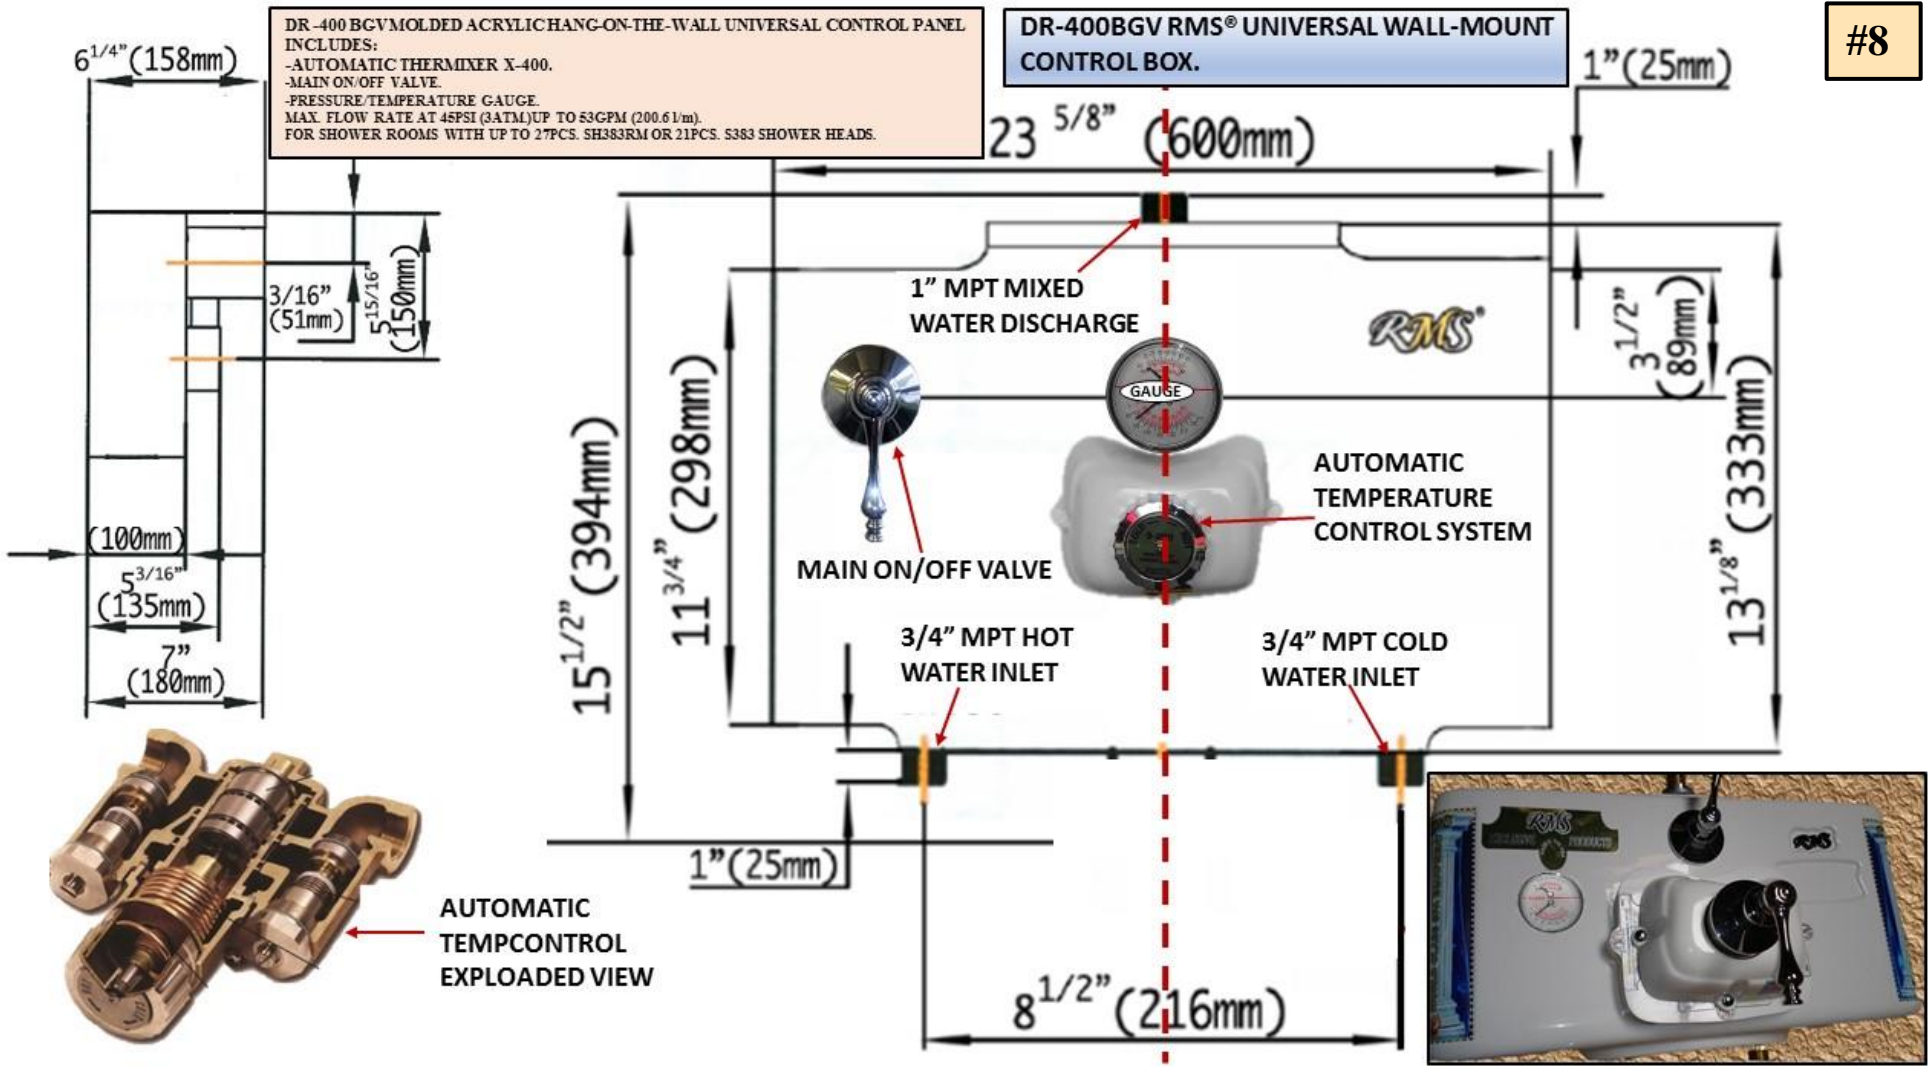 DR -400 BGV MOLDED ACRYLIC HANG-ON-THE-WALL UNIVERSAL CONTROL PANEL
INCLUDES:
-AUTOMATIC THERMIXER X-400.
-MAIN ON/OFF VALVE.
-PRESSURE/TEMPERATURE GAUGE.
MAX. FLOW RATE AT 45PSI (3ATM.)UP TO 53GPM (200.6 l/m).
FOR SHOWER ROOMS WITH UP TO 27PCS. SH383RM OR 21PCS. S383 SHOWER HEADS.
DR-400BGV RMS® UNIVERSAL WALL-MOUNT
CONTROL BOX.
#8
6 1/4” (158mm)
1” (25mm)
23 5/8” (600mm)
3/16”
(51mm)
5 15/16”
(150mm)
1” MPT MIXED
WATER DISCHARGE
RMS®
3 1/2”
(89mm)
GAUGE
15 1/2” (394mm)
11 3/4” (298mm)
13 1/8” (333mm)
AUTOMATIC
TEMPERATURE
CONTROL SYSTEM
MAIN ON/OFF VALVE
(100mm)
5 3/16”
(135mm)
7”
(180mm)
3/4” MPT HOT
WATER INLET
3/4” MPT COLD
WATER INLET
1” (25mm)
AUTOMATIC
TEMPCONTROL
EXPLOADED VIEW
8 1/2” (216mm)
RMS
PRODUCTS
RMS